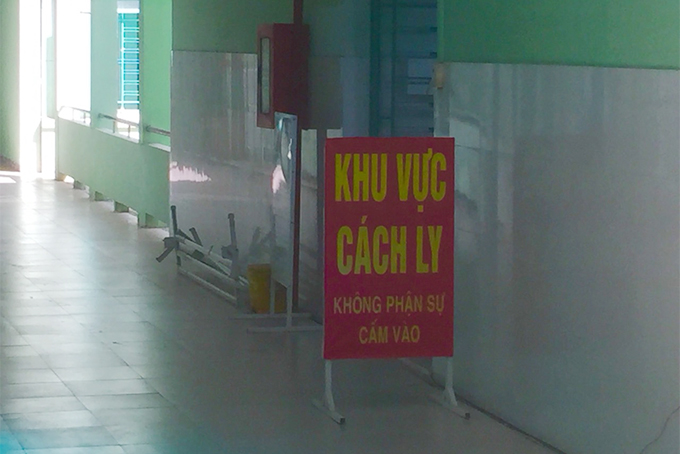 KHU VỰC
CÁCH LY
KHÔNG PHẬN SỰ
CẤM VÀO